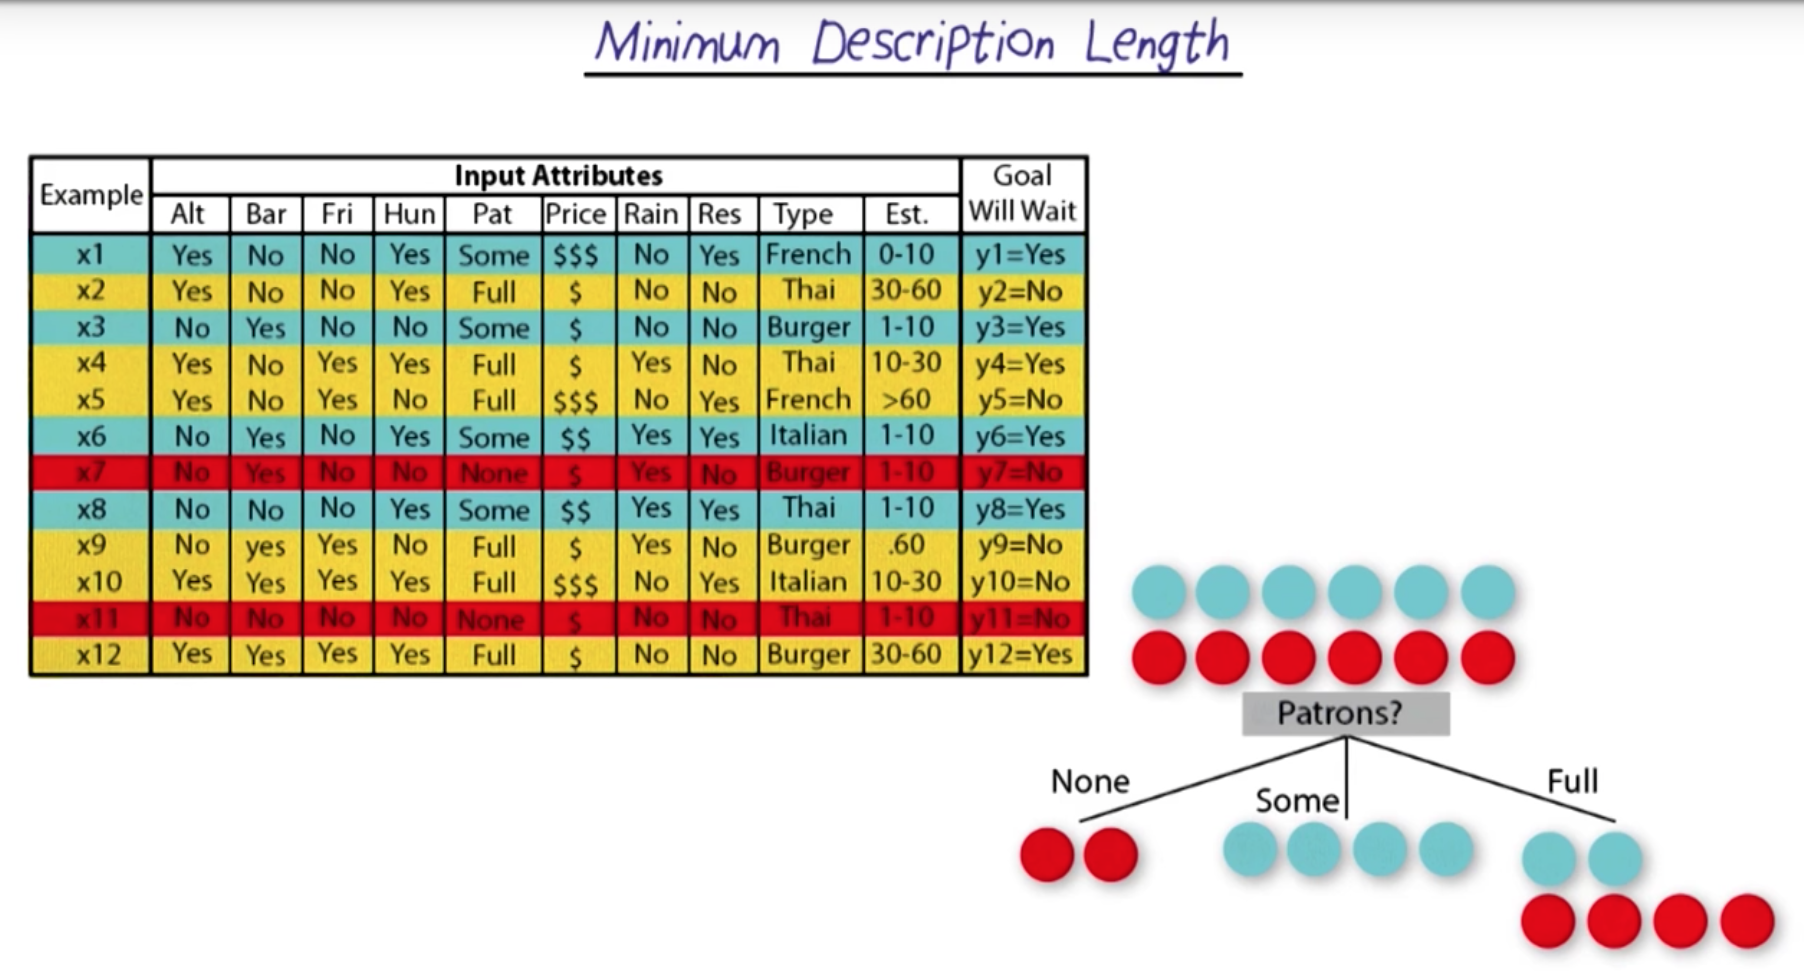 Minimum Description Length
Example Input Attributes Goal
Will Wait
Alt Bar Fri Hun Pat Price Rain Res Type Est.
x1 Yes No No Yes Some $$$ No Yes French 0-10 y1=Yes
x2 Yes No No Yes Full $ No No Thai 30-60 y2=No
x3 No Yes No No Some $ No No Burger 1-10 y3=Yes
x4 Yes No Yes Yes Full $ Yes No Thai 10-30 y4=Yes
x5 Yes No Yes No Full $$$ No Yes French >60 y5=No
x6 No Yes No Yes Some $$ Yes Yes Italian 1-10 y6=Yes
x7 No Yes No No None $ Yes No Burger 1-10 y7=No
x8 No No No Yes Some $$ Yes Yes Thai 1-10 y8=Yes
x9 No yes Yes No Full $ Yes No Burger .60 y9=No
x10 Yes Yes Yes Yes Full $$$ No Yes Italian 10-30 y10=No
x11 No No No No None $ No No Thai 1-10 y11=No
x12 Yes Yes Yes Yes Full $ No No Burger 30-60 y12=Yes
Patrons?
None
Some
Full